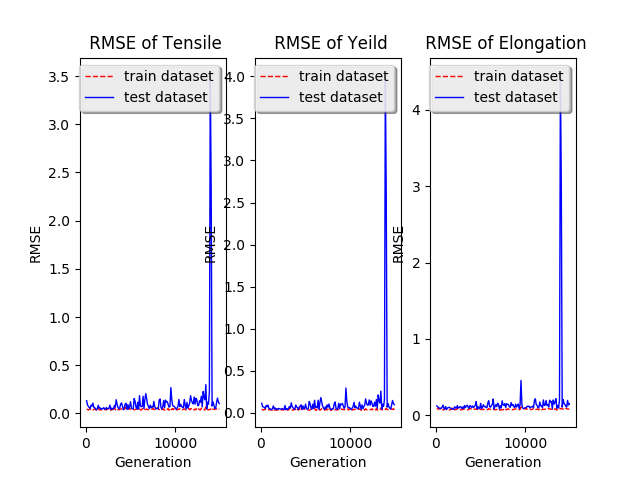 RMSE of Tensile
RMSE of Yeild
RMSE of Elongation
train dataset
test dataset
train dataset
test dataset
train dataset
test dataset
RMSE
3.5
3.0
2.5
2.0
1.5
1.0
0.5
0.0
0
10000
Generation
RMSE
4.0
3.5
3.0
2.5
2.0
1.5
1.0
0.5
0.0
0
10000
Generation
RMSE
4
3
2
1
0
0
10000
Generation